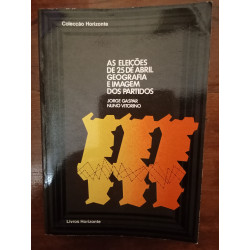 Colecção Horizonte
AS ELEIÇÕES
DE 25 DE ABRIL
GEOGRAFIA
E IMAGEM
DOS PARTIDOS
JORGE GASPAR
NUNO VITORINO
Livros Horizonte